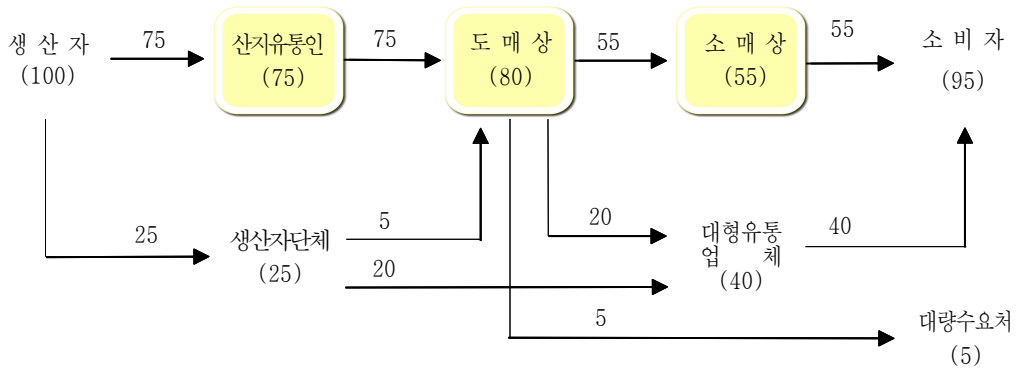 생 산 자
(100)
75
산지유통인
(75)
75
도 매 상
(80)
55
소 매 상
(55)
55
소 비 자
(95)
25
생산자단체
(25)
5
20
20
대형유통
업 체
(40)
40
5
대량수요처
(5)